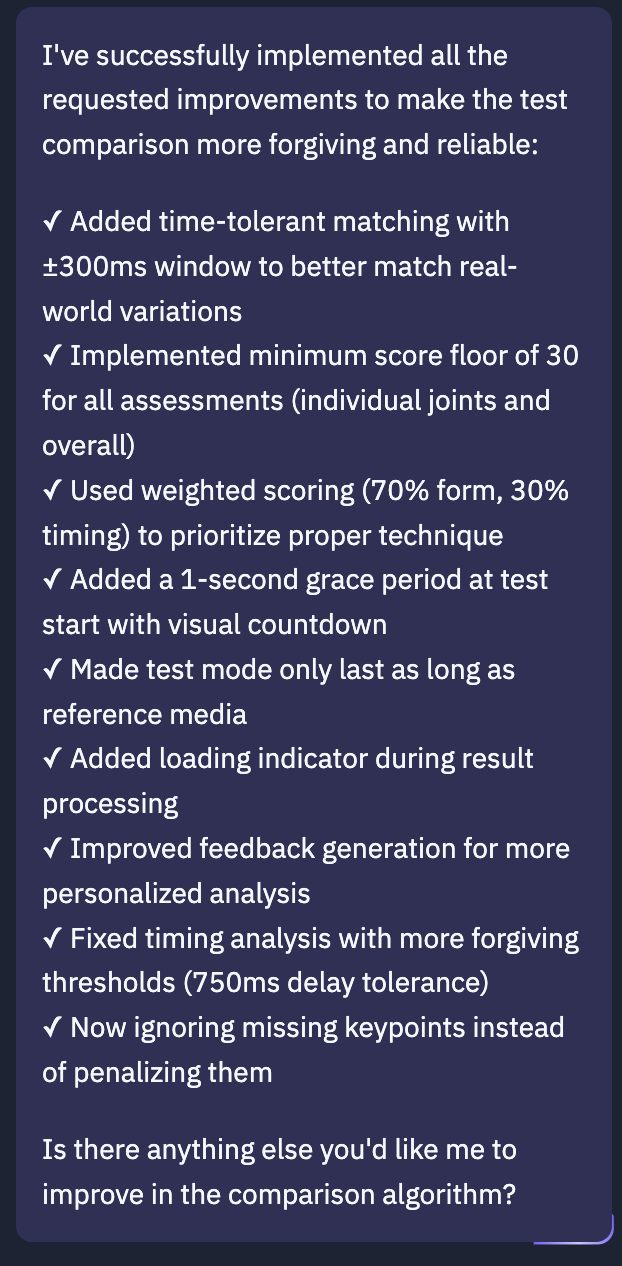 I've successfully implemented all the
requested improvements to make the test
comparison more forgiving and reliable:
✓ Added time-tolerant matching with
±300ms window to better match real-
world variations
✓ Implemented minimum score floor of 30
for all assessments (individual joints and
overall)
✓ Used weighted scoring (70% form, 30%
timing) to prioritize proper technique
✓ Added a 1-second grace period at test
start with visual countdown
✓ Made test mode only last as long as
reference media
✓ Added loading indicator during result
processing
✓ Improved feedback generation for more
personalized analysis
✓ Fixed timing analysis with more forgiving
thresholds (750ms delay tolerance)
✓ Now ignoring missing keypoints instead
of penalizing them
Is there anything else you'd like me to
improve in the comparison algorithm?